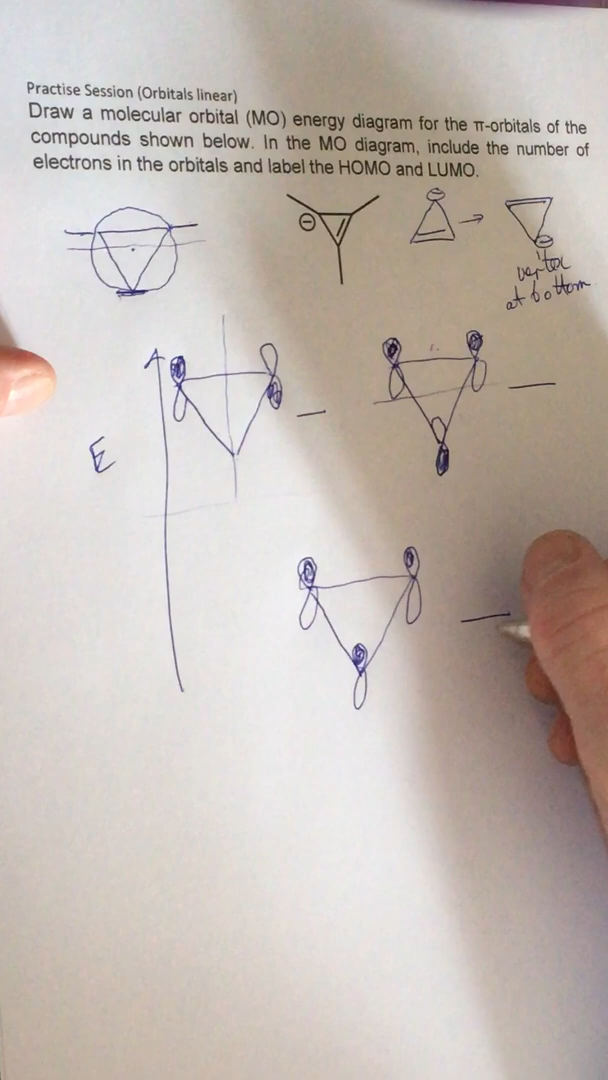 Practise Session (Orbitals linear)
Draw a molecular orbital (MO) energy diagram for the π-orbitals of the
compounds shown below. In the MO diagram, include the number of
electrons in the orbitals and label the HOMO and LUMO.
vertex
at bottom
E